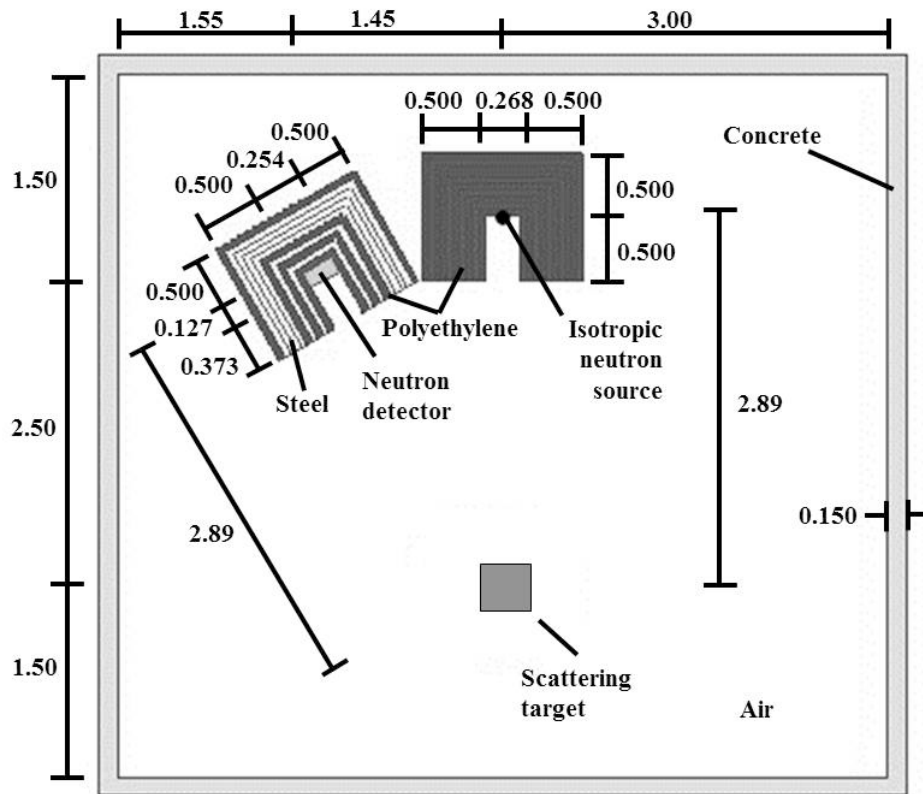 1.55
1.45
3.00
0.500
0.268
0.500
0.500
0.254
0.500
Concrete
1.50
0.500
0.500
0.500
0.127
0.373
Polyethylene
Isotropic
neutron
source
Steel
Neutron
detector
2.50
2.89
2.89
0.150
1.50
Scattering
target
Air